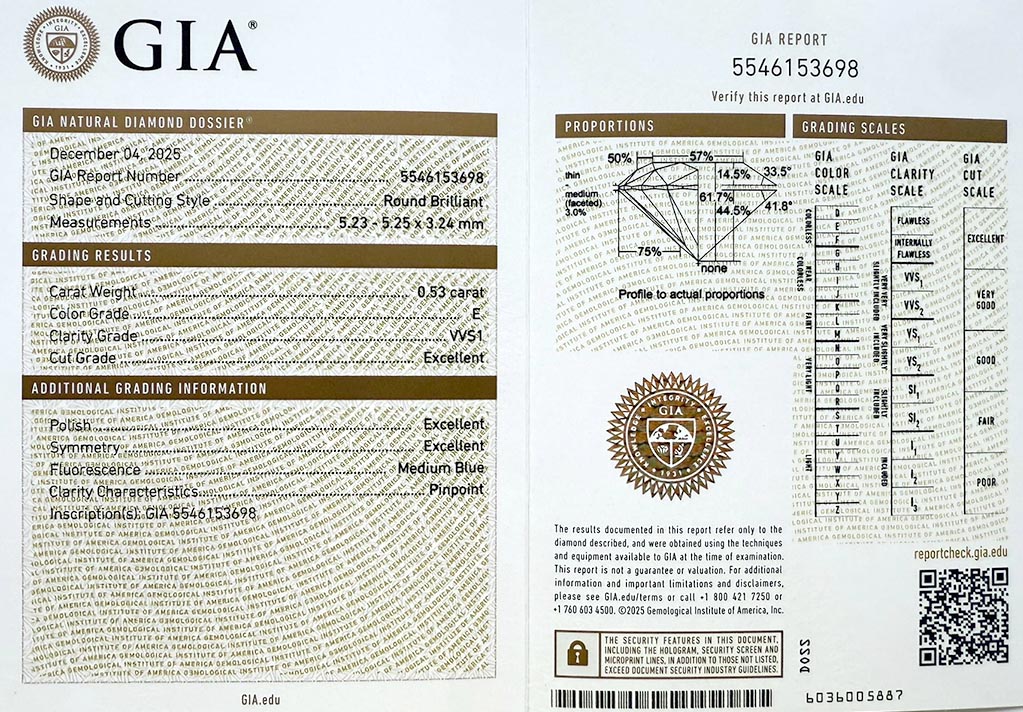 GIA®
GIA NATURAL DIAMOND DOSSIER®
December 04, 2025
GIA Report Number 5546153698
Shape and Cutting Style Round Brilliant
Measurements 5.23 - 5.25 x 3.24 mm
GRADING RESULTS
Carat Weight 0.53 carat
Color Grade E
Clarity Grade VVS1
Cut Grade Excellent
ADDITIONAL GRADING INFORMATION
Polish Excellent
Symmetry Excellent
Fluorescence Medium Blue
Clarity Characteristics Pinpoint
Inscription(s): GIA 5546153698
GIA.edu
GIA REPORT
5546153698
Verify this report at GIA.edu
PROPORTIONS
50%
57%
14.5%
33.5°
thin
-
medium
(faceted)
3.0%
61.7%
44.5%
41.8°
75%
none
Profile to actual proportions
GIA
INTEGRITY
1931
The results documented in this report refer only to the
diamond described, and were obtained using the techniques
and equipment available to GIA at the time of examination.
This report is not a guarantee or valuation. For additional
information and important limitations and disclaimers,
please see GIA.edu/terms or call +1 800 421 7250 or
+1 760 603 4500. ©2025 Gemological Institute of America, Inc.
THE SECURITY FEATURES IN THIS DOCUMENT,
INCLUDING THE HOLOGRAM, SECURITY SCREEN AND
MICROPRINT LINES, IN ADDITION TO THOSE NOT LISTED,
EXCEED DOCUMENT SECURITY INDUSTRY GUIDELINES.
GRADING SCALES
GIA
COLOR
SCALE
COLORLESS
D
E
F
NEAR COLORLESS
G
H
I
J
FAINT
K
L
M
VERY LIGHT
N
O
P
Q
R
LIGHT
S
T
U
V
W
X
Y
Z
GIA
CLARITY
SCALE
FLAWLESS
INTERNALLY
FLAWLESS
VERY VERY SLIGHTLY INCLUDED
VVS1
VVS2
VERY SLIGHTLY INCLUDED
VS1
VS2
SLIGHTLY INCLUDED
SI1
SI2
INCLUDED
I1
I2
I3
GIA
CUT
SCALE
EXCELLENT
VERY
GOOD
GOOD
FAIR
POOR
reportcheck.gia.edu
DOS2
6036005887